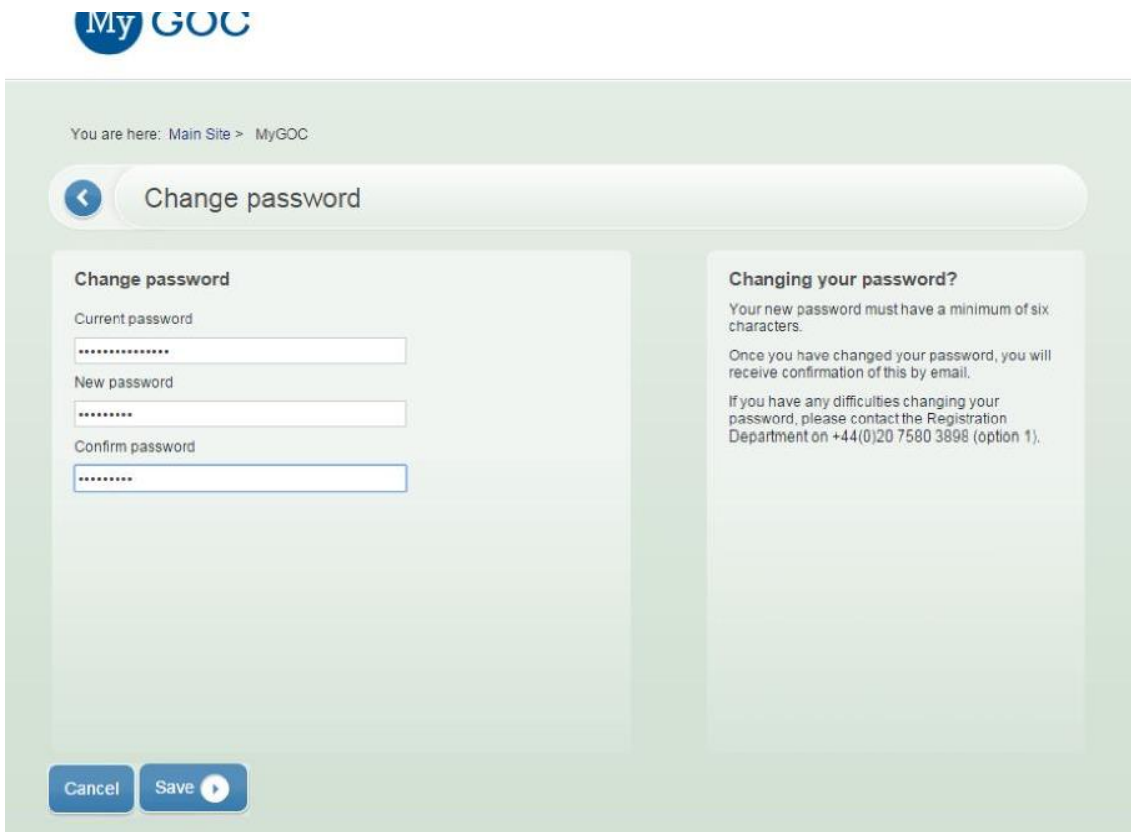 My GOC
You are here: Main Site > MyGOC
Change password
Change password
Current password
•••••••••••••••
New password
•••••••••
Confirm password
•••••••••
Changing your password?
Your new password must have a minimum of six
characters.
Once you have changed your password, you will
receive confirmation of this by email.
If you have any difficulties changing your
password, please contact the Registration
Department on +44(0)20 7580 3898 (option 1).
Cancel
Save